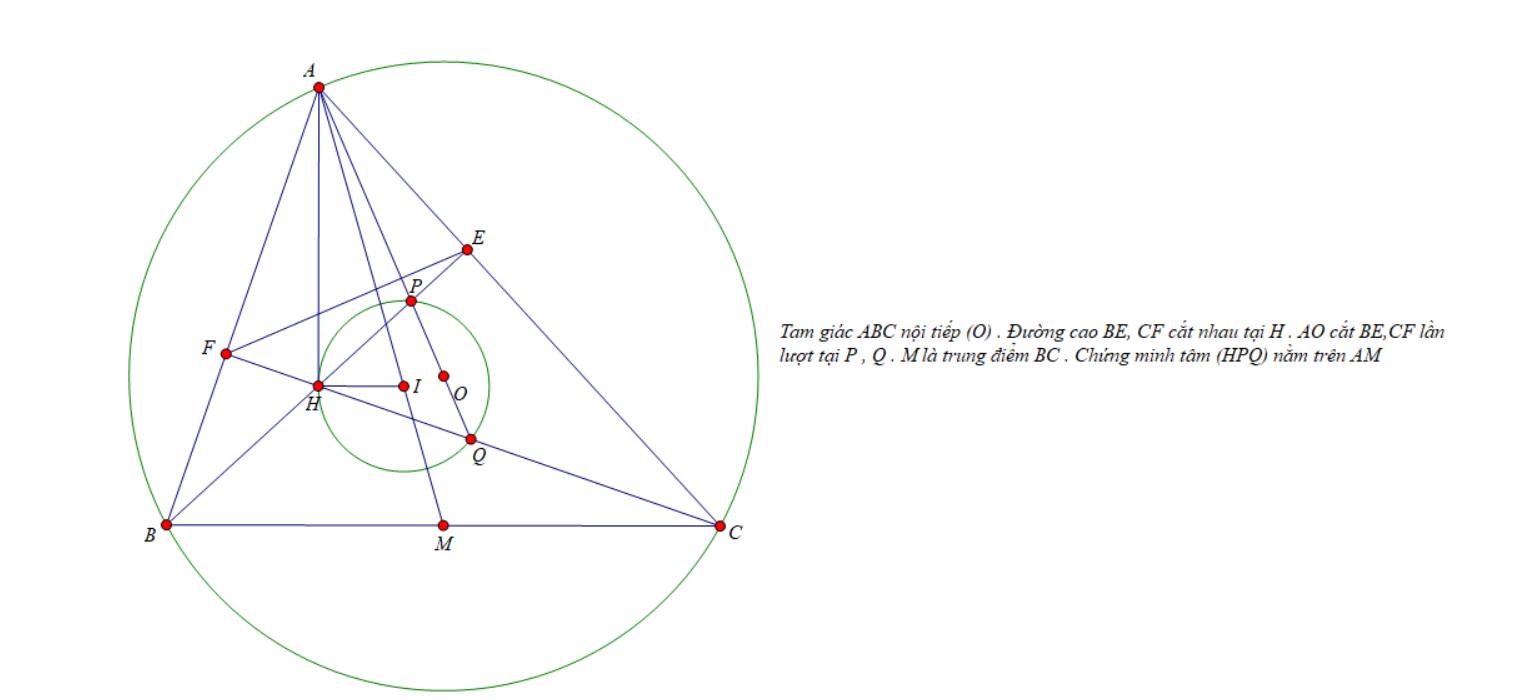 A
E
P
F
H
I
O
Q
B
M
C
Tam giác ABC nội tiếp (O) . Đường cao BE, CF cắt nhau tại H . AO cắt BE,CF lần
lượt tại P , Q . M là trung điểm BC . Chứng minh tâm (HPQ) nằm trên AM